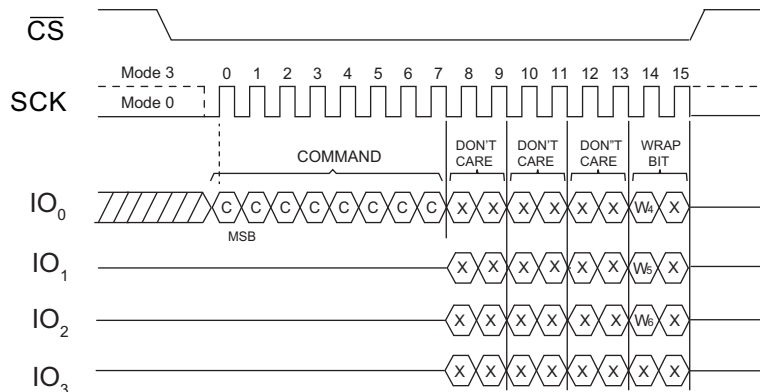 CS
Mode 3
0 1 2 3 4 5 6 7 8 9 10 11 12 13 14 15
SCK
Mode 0
COMMAND
DON'T CARE
DON'T CARE
DON"T CARE
WRAP BIT
IO0 C C C C C C C C X X X X X X W4 X
MSB
IO1 X X X X X X W5 X
IO2 X X X X X X W6 X
IO3 X X X X X X X X